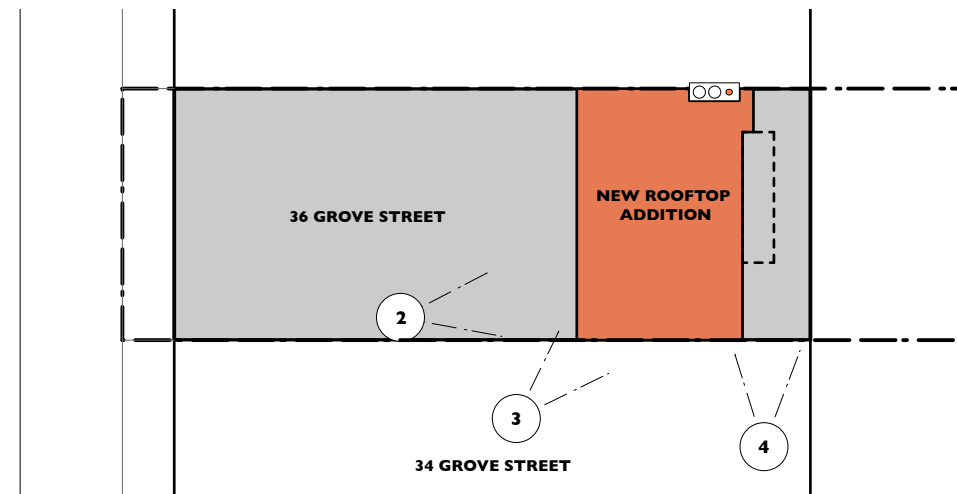 NEW ROOFTOP
ADDITION
36 GROVE STREET
2
3
4
34 GROVE STREET